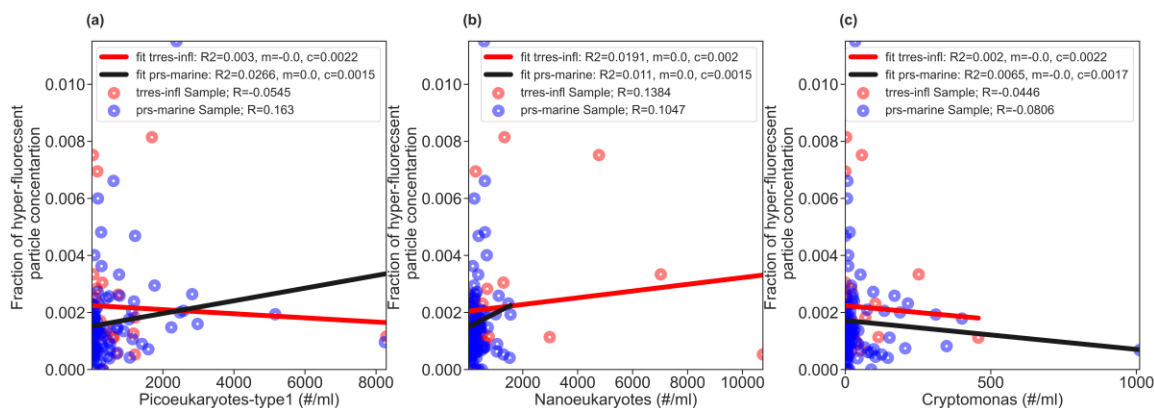 (a)
fit trres-infl: R2=0.003, m=-0.0, c=0.0022
fit prs-marine: R2=0.0266, m=0.0, c=0.0015
trres-infl Sample; R=-0.0545
prs-marine Sample; R=0.163
Fraction of hyper-fluorecsent
particle concentartion
0.010
0.008
0.006
0.004
0.002
0.000
2000
4000
6000
8000
Picoeukaryotes-type1 (#/ml)
(b)
fit trres-infl: R2=0.0191, m=0.0, c=0.002
fit prs-marine: R2=0.011, m=0.0, c=0.0015
trres-infl Sample; R=0.1384
prs-marine Sample; R=0.1047
Fraction of hyper-fluorecsent
particle concentartion
0.010
0.008
0.006
0.004
0.002
0.000
2000
4000
6000
8000
10000
Nanoeukaryotes (#/ml)
(c)
fit trres-infl: R2=0.002, m=-0.0, c=0.0022
fit prs-marine: R2=0.0065, m=-0.0, c=0.0017
trres-infl Sample; R=-0.0446
prs-marine Sample; R=-0.0806
Fraction of hyper-fluorecsent
particle concentartion
0.010
0.008
0.006
0.004
0.002
0.000
0
500
1000
Cryptomonas (#/ml)